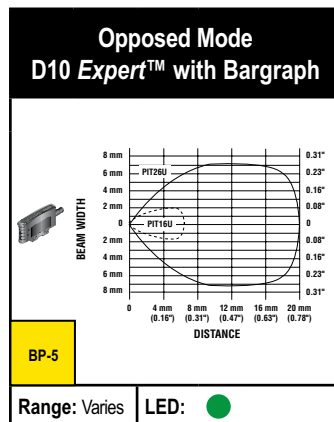 Opposed Mode
D10 Expert™ with Bargraph
8 mm
6 mm
4 mm
2 mm
0
2 mm
4 mm
6 mm
8 mm
BEAM WIDTH
PIT26U
PIT16U
0.31"
0.23"
0.16"
0.08"
0
0.08"
0.16"
0.23"
0.31"
0 4 mm 8 mm 12 mm 16 mm 20 mm
(0.16") (0.31") (0.47") (0.63") (0.78")
DISTANCE
BP-5
Range: Varies LED: